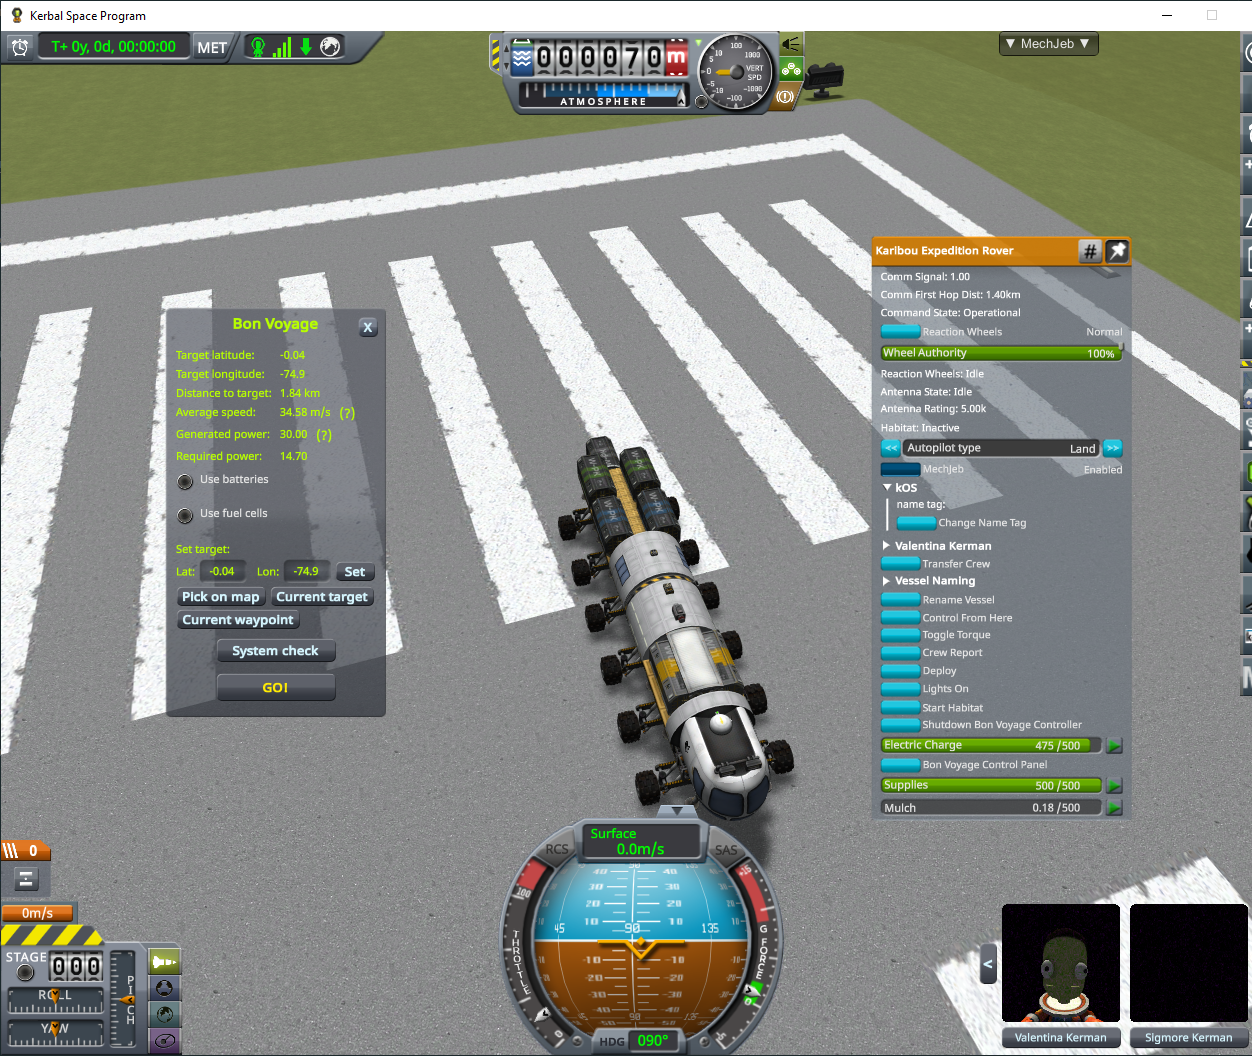 Kerbal Space Program
T+ 0y, 0d, 00:00:00
MET
000070 m
ATMOSPHERE
VERT
SPD
▼ MechJeb ▼
Bon Voyage
X
Target latitude: -0.04
Target longitude: -74.9
Distance to target: 1.84 km
Average speed: 34.58 m/s (?)
Generated power: 30.00 (?)
Required power: 14.70
Use batteries
Use fuel cells
Set target:
Lat: -0.04 Lon: -74.9 Set
Pick on map Current target
Current waypoint
System check
GO!
Karibou Expedition Rover #
Comm Signal: 1.00
Comm First Hop Dist: 1.40km
Command State: Operational
Reaction Wheels Normal
Wheel Authority 100%
Reaction Wheels: Idle
Antenna State: Idle
Antenna Rating: 5.00k
Habitat: Inactive
<< Autopilot type Land >>
MechJeb Enabled
kOS
name tag:
Change Name Tag
Valentina Kerman
Transfer Crew
Vessel Naming
Rename Vessel
Control From Here
Toggle Torque
Crew Report
Deploy
Lights On
Start Habitat
Shutdown Bon Voyage Controller
Electric Charge 475 /500
Bon Voyage Control Panel
Supplies 500 /500
Mulch 0.18 /500
0
0m/s
STAGE
000
ROLL
YAW
PITCH
Surface
0.0m/s
RCS
SAS
45 90 135
THROTTLE
G FORCE
HDG 090°
<
Valentina Kerman
Sigmore Kerman